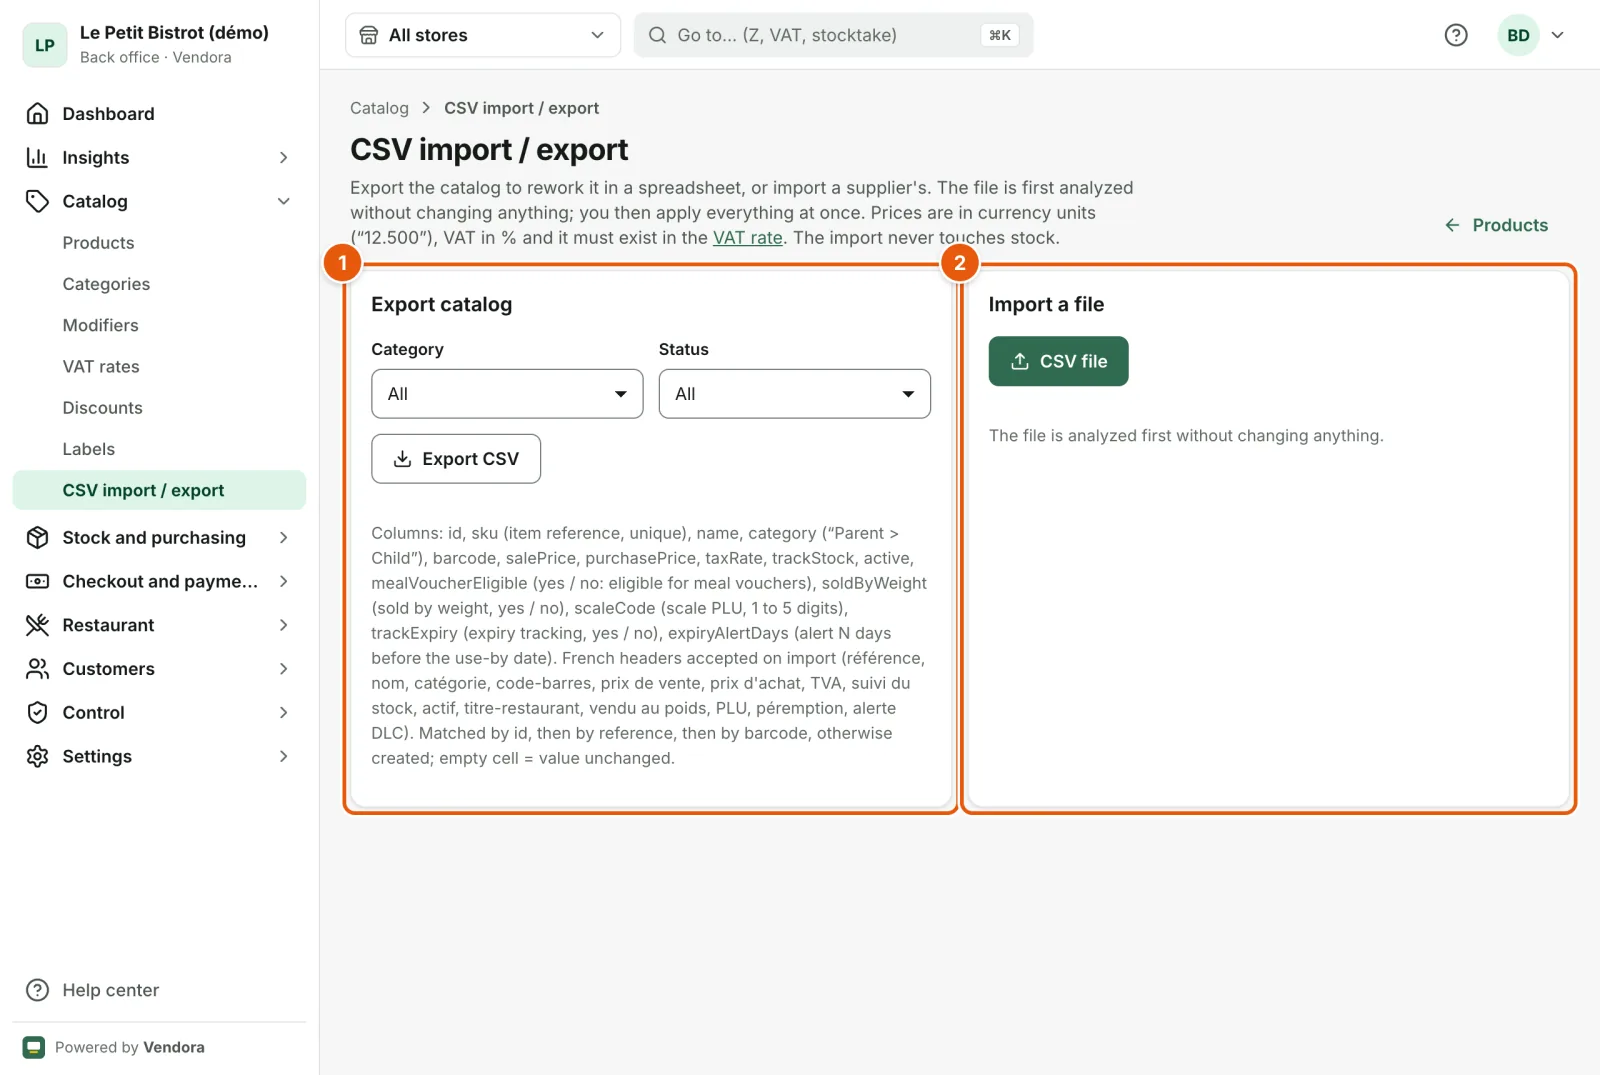 LP
Le Petit Bistrot (démo)
Back office · Vendora
All stores
Go to... (Z, VAT, stocktake)
⌘K
BD
Dashboard
Insights
Catalog
Products
Categories
Modifiers
VAT rates
Discounts
Labels
CSV import / export
Stock and purchasing
Checkout and payme...
Restaurant
Customers
Control
Settings
Help center
Powered by Vendora
Catalog > CSV import / export
CSV import / export
Export the catalog to rework it in a spreadsheet, or import a supplier's. The file is first analyzed
without changing anything; you then apply everything at once. Prices are in currency units
(“12.500”), VAT in % and it must exist in the VAT rate. The import never touches stock.
← Products
1
Export catalog
Category
Status
All
All
Export CSV
Columns: id, sku (item reference, unique), name, category (“Parent >
Child”), barcode, salePrice, purchasePrice, taxRate, trackStock, active,
mealVoucherEligible (yes / no: eligible for meal vouchers), soldByWeight
(sold by weight, yes / no), scaleCode (scale PLU, 1 to 5 digits),
trackExpiry (expiry tracking, yes / no), expiryAlertDays (alert N days
before the use-by date). French headers accepted on import (référence,
nom, catégorie, code-barres, prix de vente, prix d'achat, TVA, suivi du
stock, actif, titre-restaurant, vendu au poids, PLU, péremption, alerte
DLC). Matched by id, then by reference, then by barcode, otherwise
created; empty cell = value unchanged.
2
Import a file
CSV file
The file is analyzed first without changing anything.